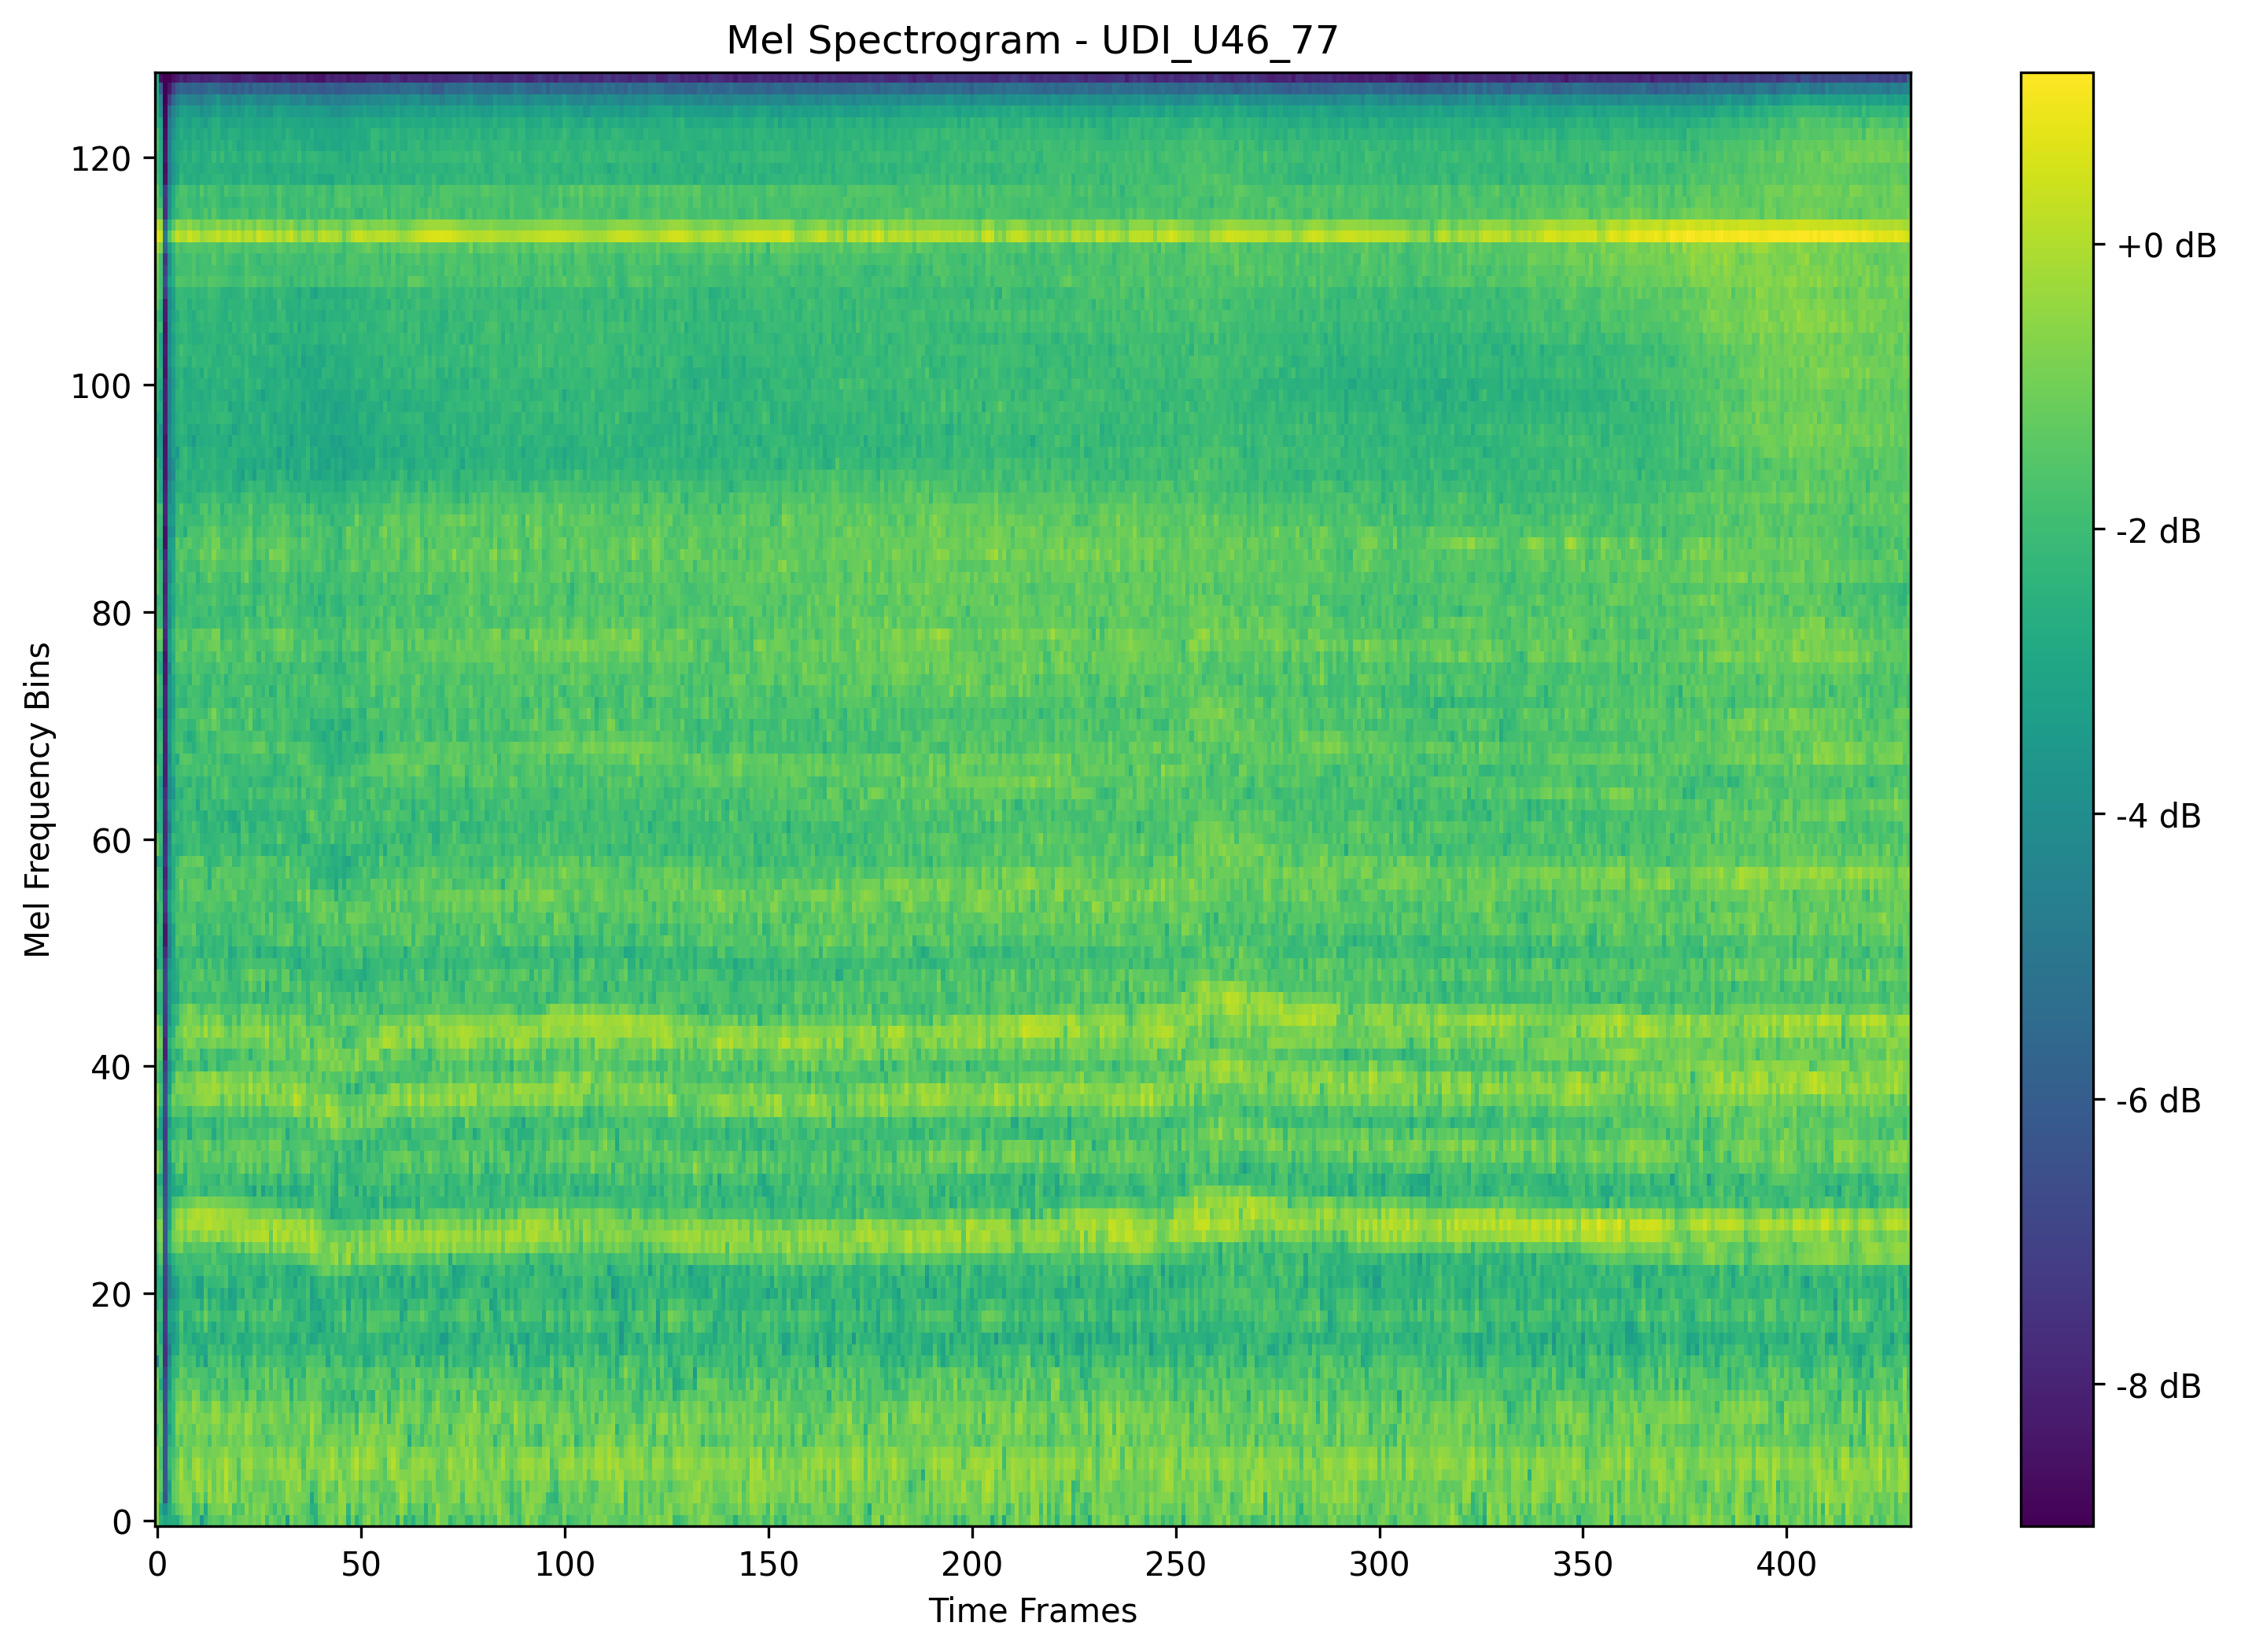 Mel Spectrogram - UDI_U46_77
Mel Frequency Bins
120
100
80
60
40
20
0
0 50 100 150 200 250 300 350 400
Time Frames
+0 dB
-2 dB
-4 dB
-6 dB
-8 dB